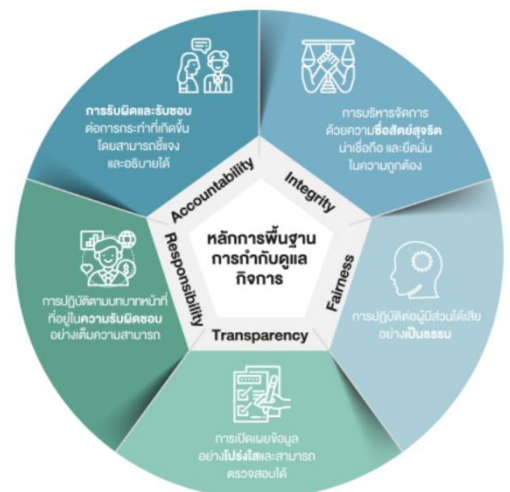 หลักการพื้นฐาน
การกำกับดูแล
กิจการ
Accountability
การรับผิดและรับชอบ
ต่อการกระทำที่เกิดขึ้น
โดยสามารถชี้แจง
และอธิบายได้
Integrity
การบริหารจัดการ
ด้วยความซื่อสัตย์สุจริต
น่าเชื่อถือ และยึดมั่น
ในความถูกต้อง
Fairness
การปฏิบัติต่อผู้มีส่วนได้เสีย
อย่างเป็นธรรม
Transparency
การเปิดเผยข้อมูล
อย่างโปร่งใสและสามารถ
ตรวจสอบได้
Responsibility
การปฏิบัติตามบทบาทหน้าที่
ที่อยู่ในความรับผิดชอบ
อย่างเต็มความสามารถ